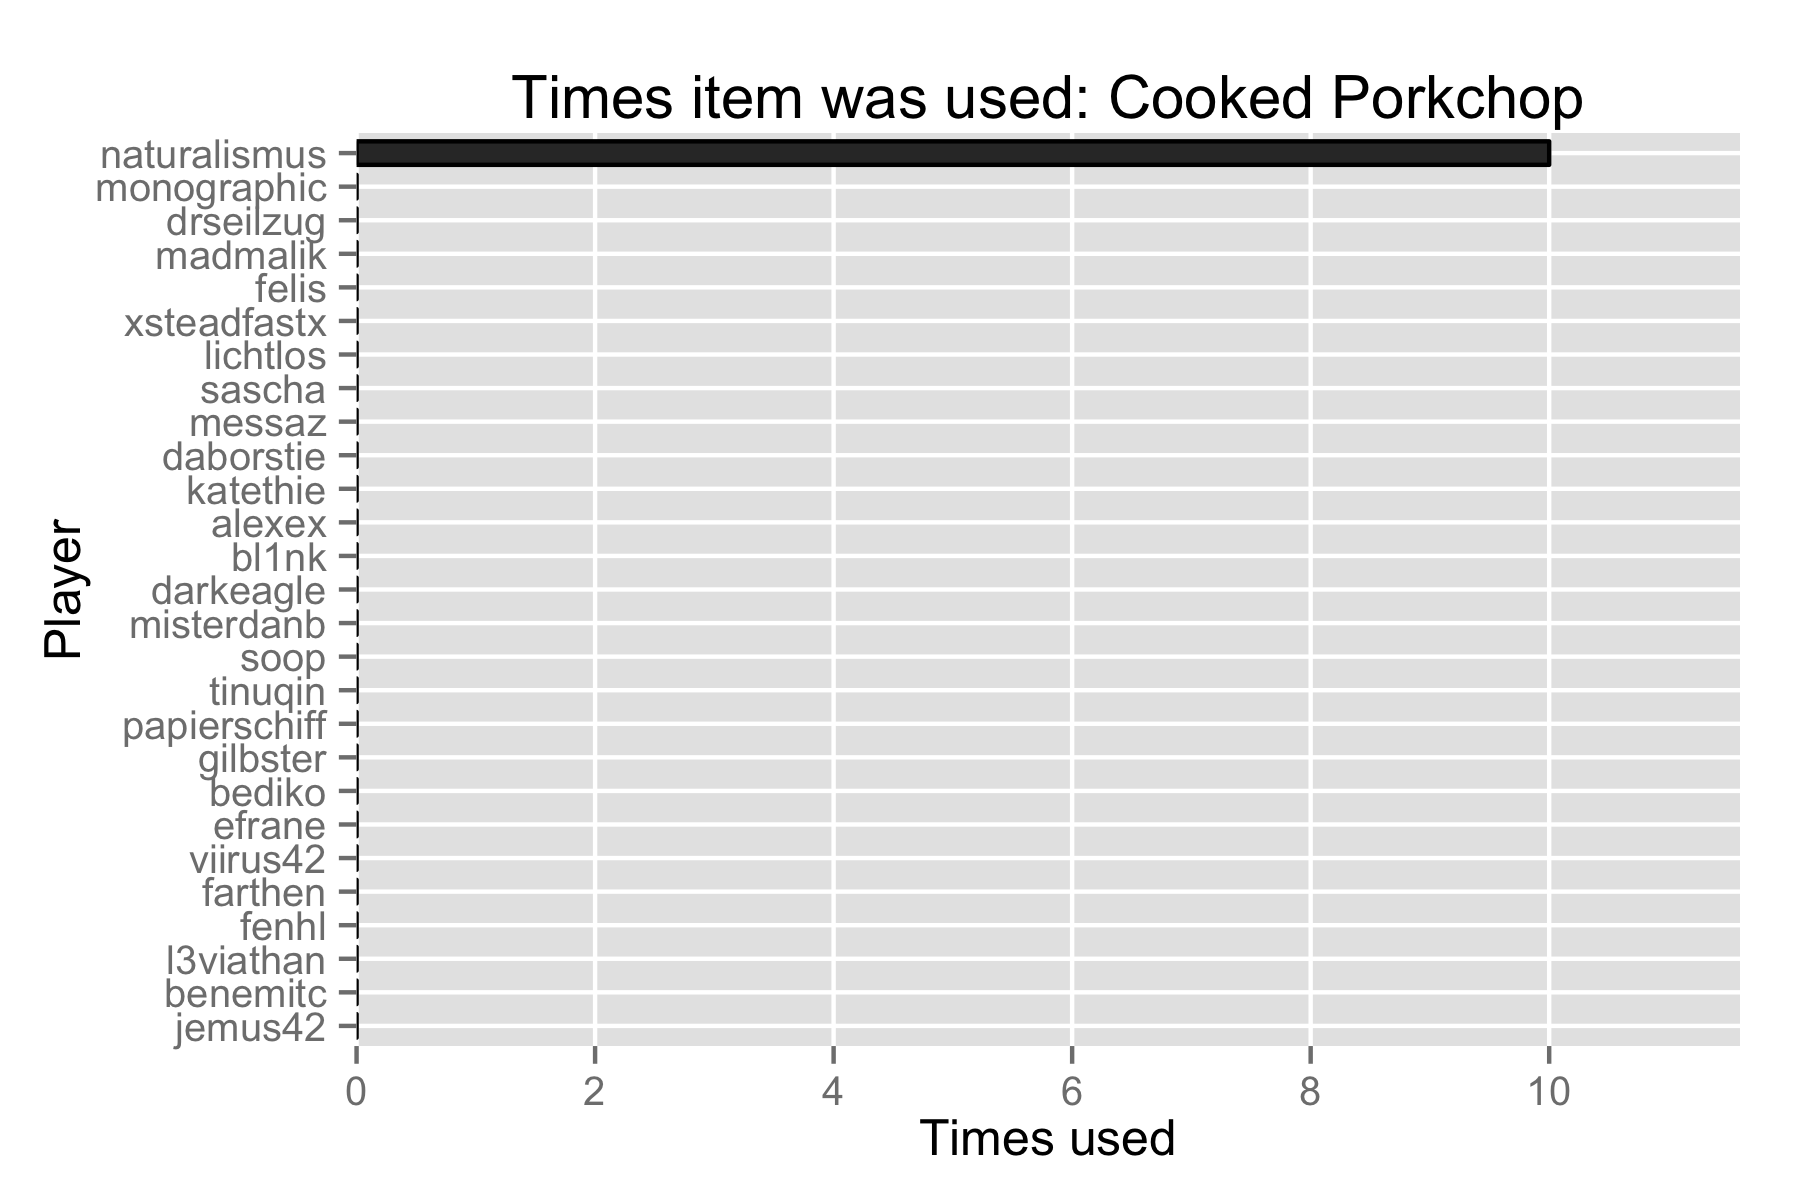 Times item was used: Cooked Porkchop
naturalismus
monographic
drseilzug
madmalik
felis
xsteadfastx
lichtlos
sascha
messaz
daborstie
katethie
alexex
bl1nk
darkeagle
misterdanb
soop
tinuqin
papierschiff
gilbster
bediko
efrane
viirus42
farthen
fenhl
l3viathan
benemitc
jemus42
Player
0 2 4 6 8 10
Times used